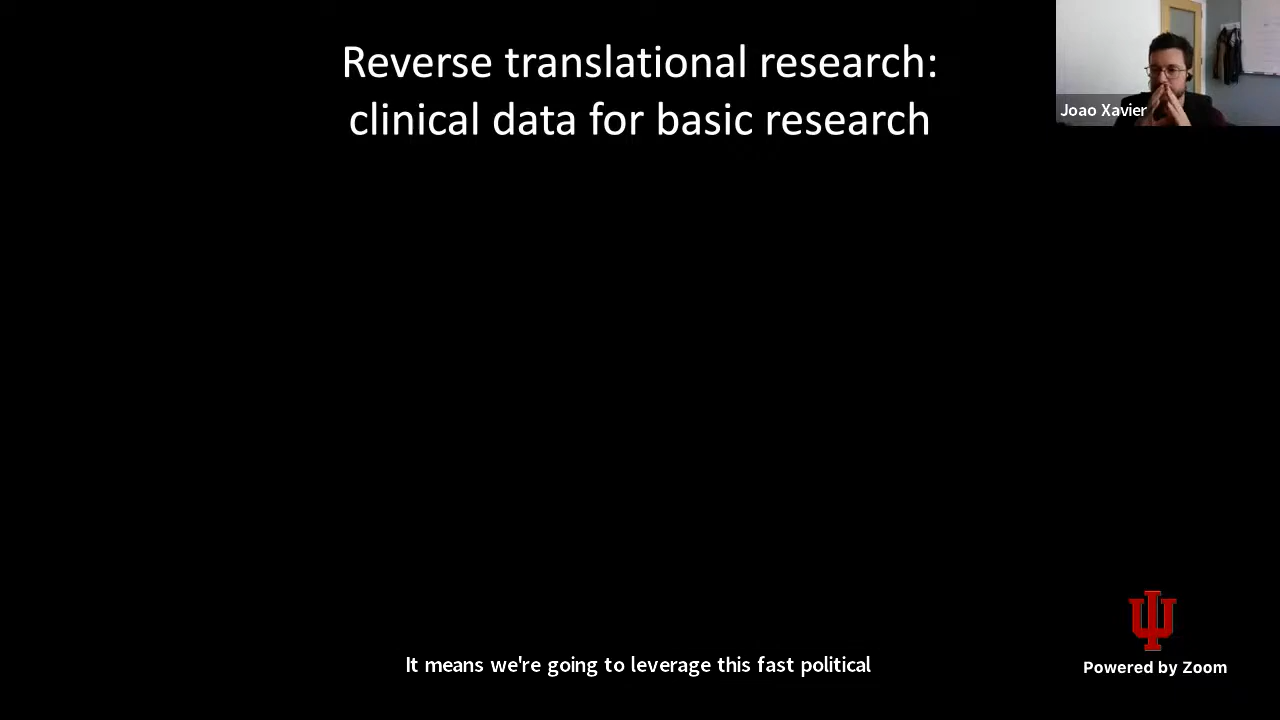 Reverse translational research:
clinical data for basic research
Joao Xavier
It means we're going to leverage this fast political
Powered by Zoom